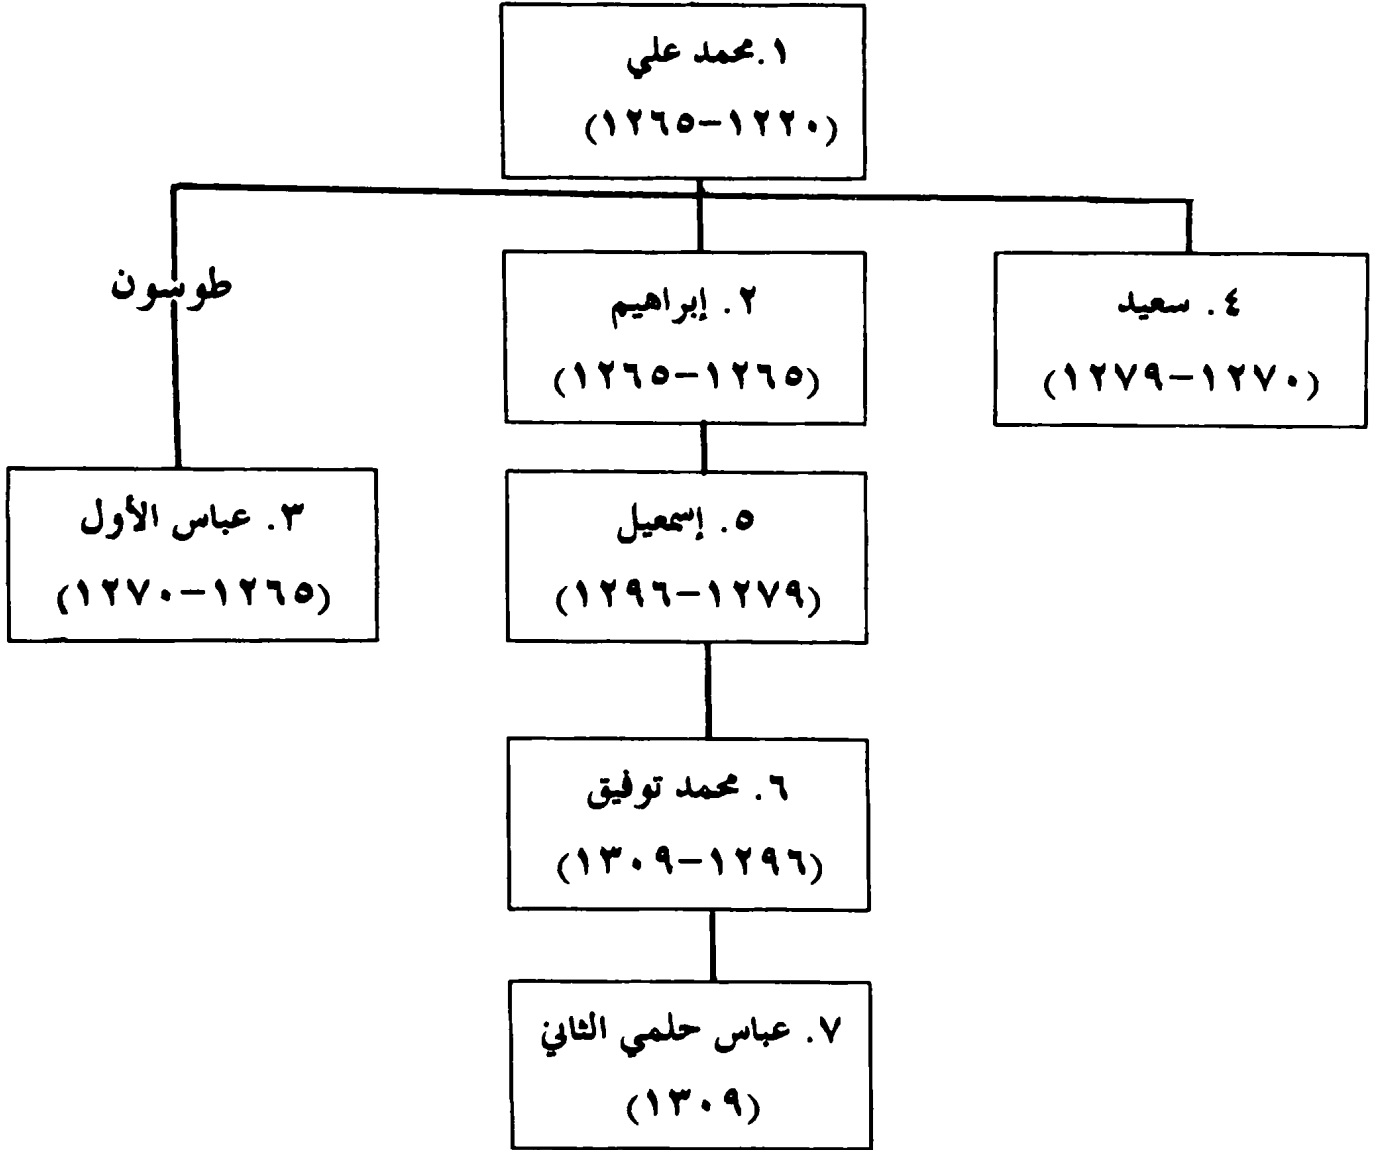 ١. محمد علي
(١٢٢٠-١٢٦٥)
طوسون
٢. إبراهيم
(١٢٦٥-١٢٦٥)
٤. سعيد
(١٢٧٠-١٢٧٩)
٣. عباس الأول
(١٢٦٥-١٢٧٠)
٥. إسمعيل
(١٢٧٩-١٢٩٦)
٦. محمد توفيق
(١٢٩٦-١٣٠٩)
٧. عباس حلمي الثاني
(١٣٠٩)